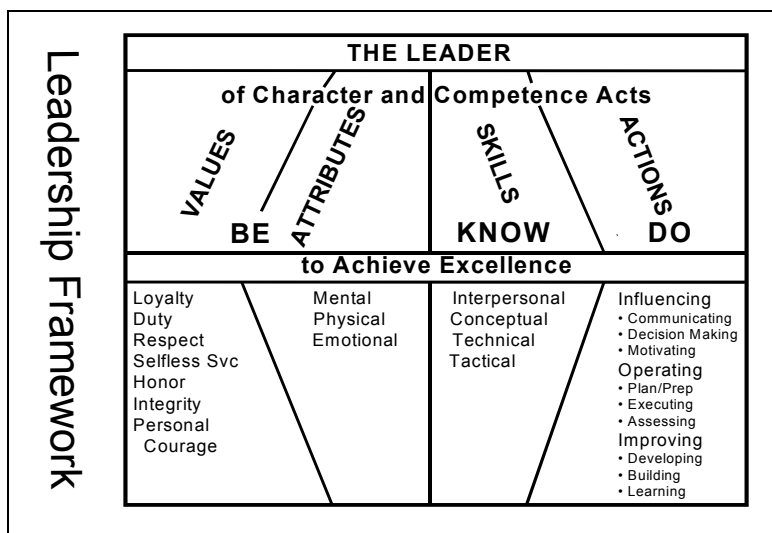 Leadership Framework
THE LEADER
of Character and Competence Acts
VALUES
ATTRIBUTES
SKILLS
ACTIONS
BE
KNOW
DO
to Achieve Excellence
Loyalty
Duty
Respect
Selfless Svc
Honor
Integrity
Personal
Courage
Mental
Physical
Emotional
Interpersonal
Conceptual
Technical
Tactical
Influencing
• Communicating
• Decision Making
• Motivating
Operating
• Plan/Prep
• Executing
• Assessing
Improving
• Developing
• Building
• Learning